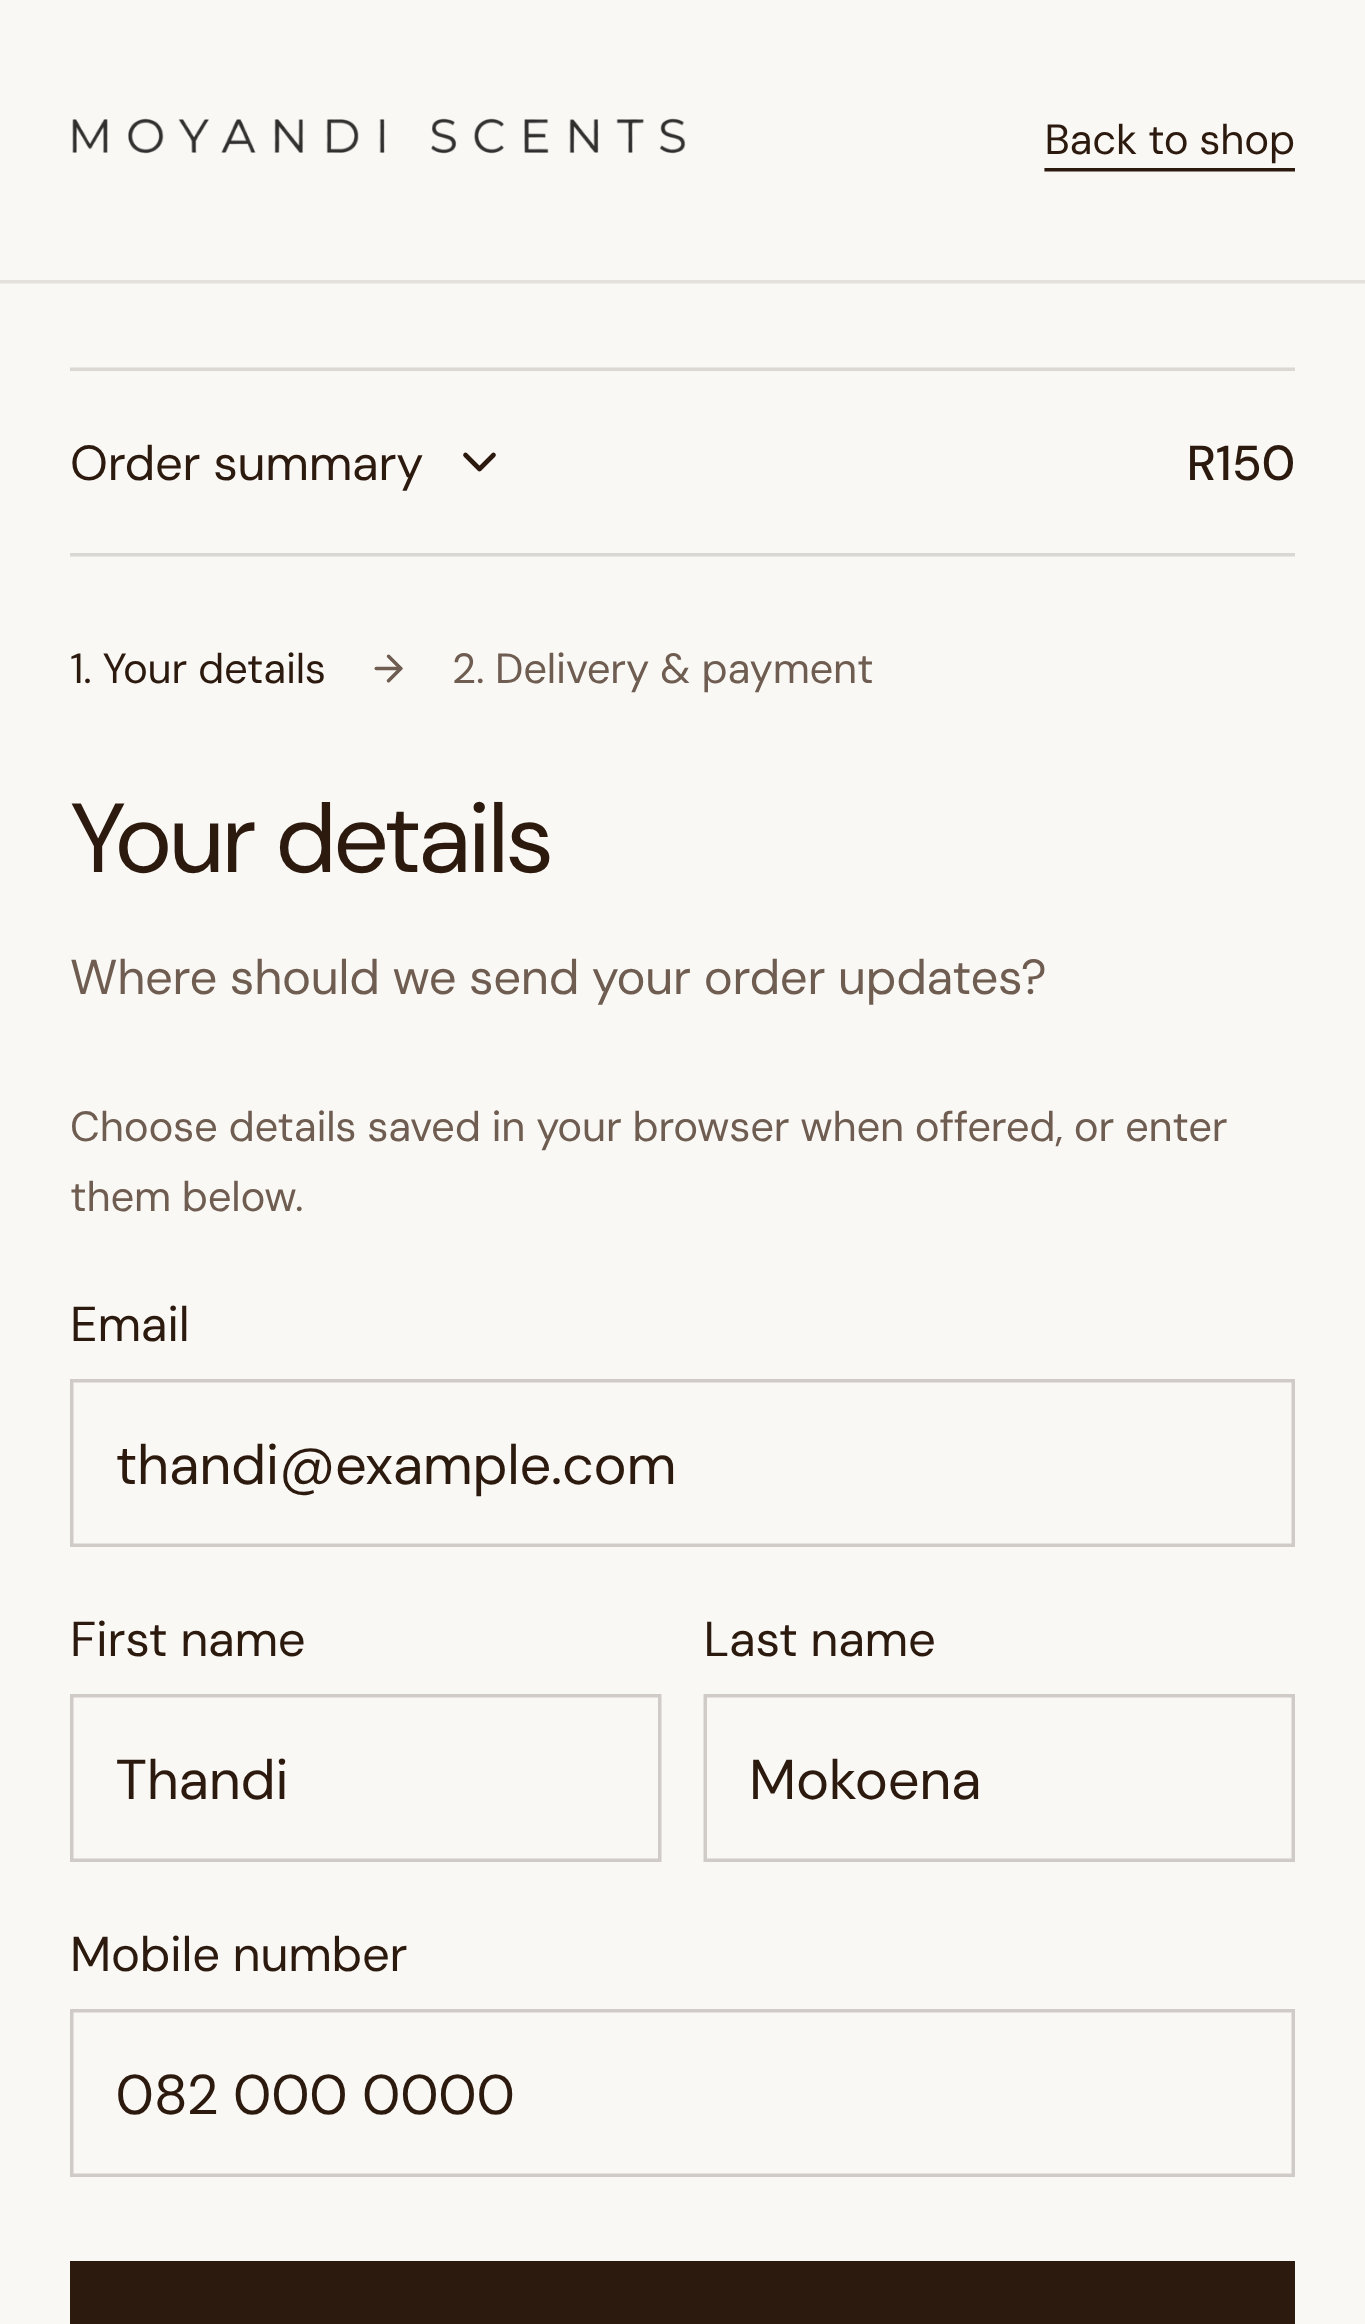 MOYANDI SCENTS
Back to shop
Order summary
R150
1. Your details → 2. Delivery & payment
Your details
Where should we send your order updates?
Choose details saved in your browser when offered, or enter
them below.
Email
thandi@example.com
First name
Last name
Thandi
Mokoena
Mobile number
082 000 0000